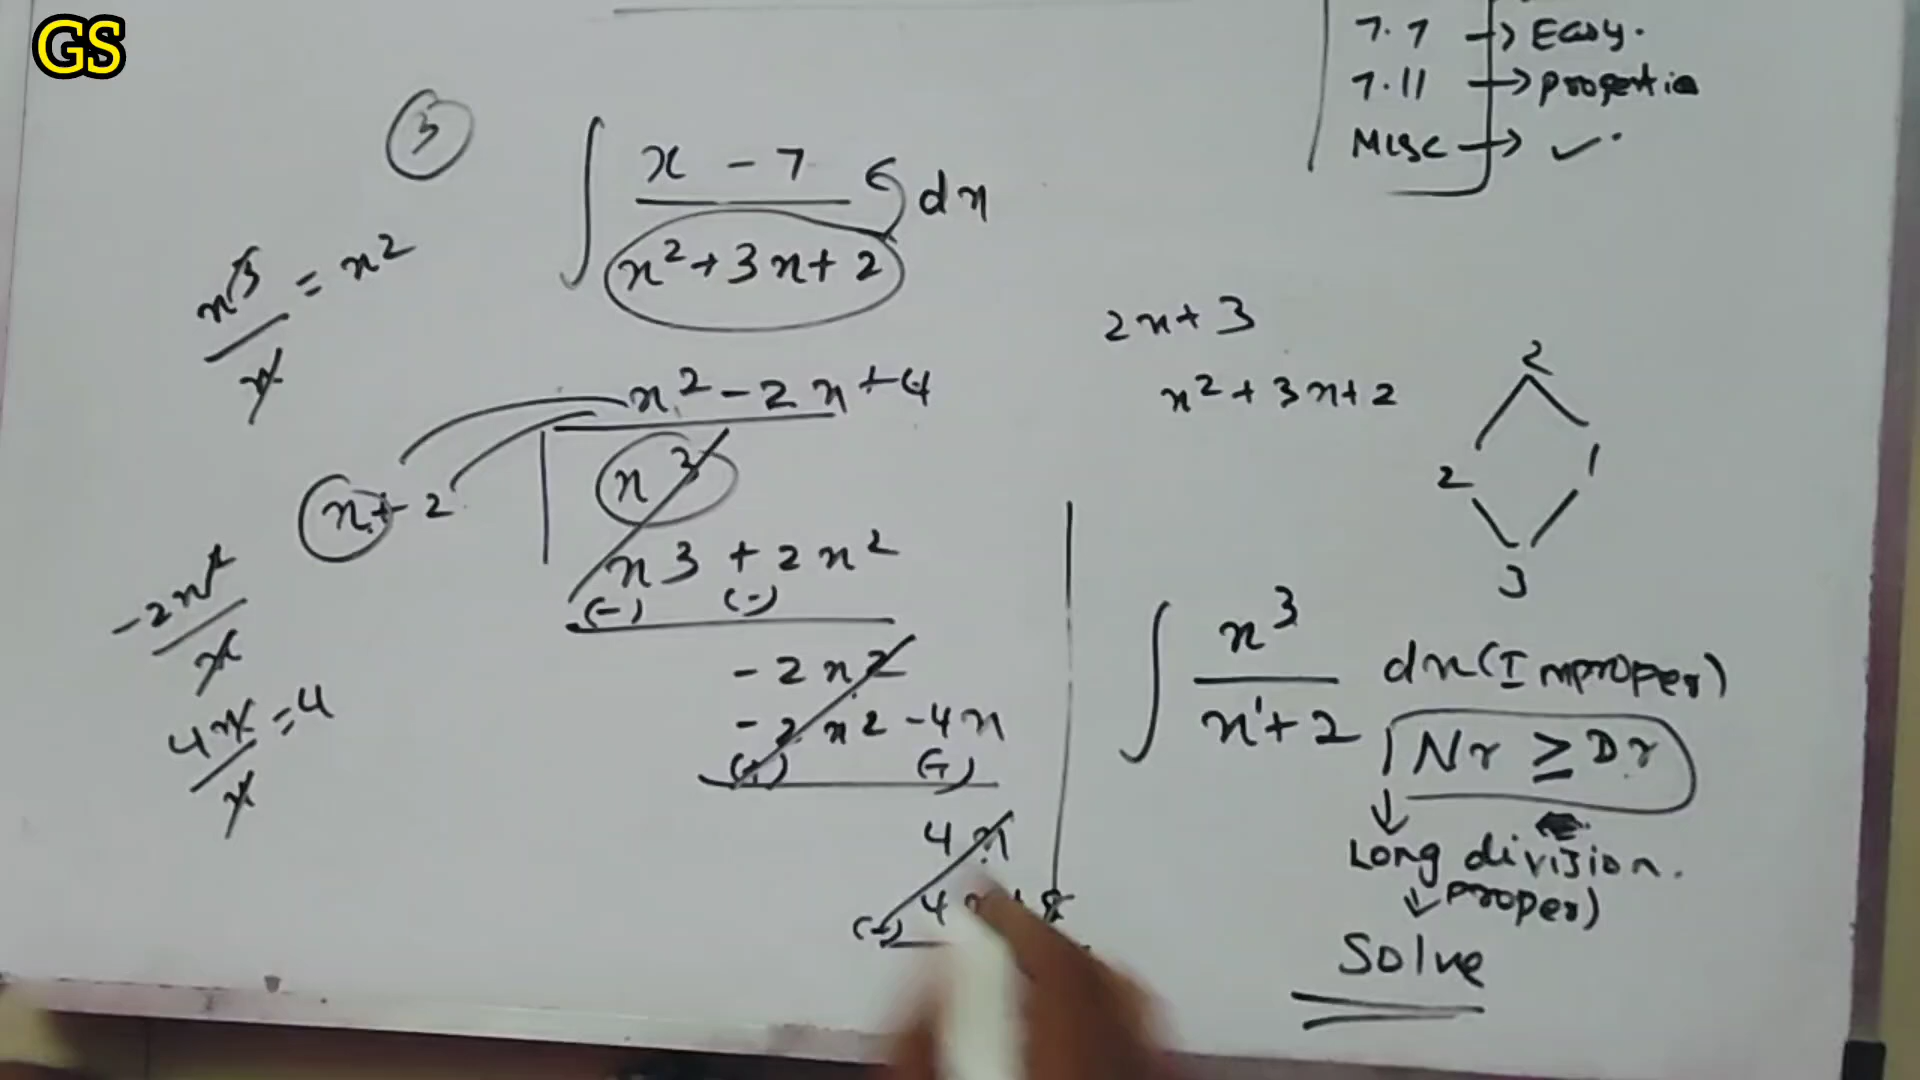 GS
7.7 → Easy.
7.11 → properties
Misc → ✓
3
∫ x - 7 / x² + 3x + 2 dx
x³ / x = x²
2x + 3
x² + 3x + 2
2
2 1
3
x² - 2x + 4
x + 2
x³
x³ + 2x²
(-) (-)
-2x² / x
-2x²
-2x² - 4x
(+) (+)
4x / x = 4
4x
(-)
∫ x³ / x¹ + 2 dx (Improper)
Nr ≥ Dr
↓
Long division.
↓ proper)
Solve